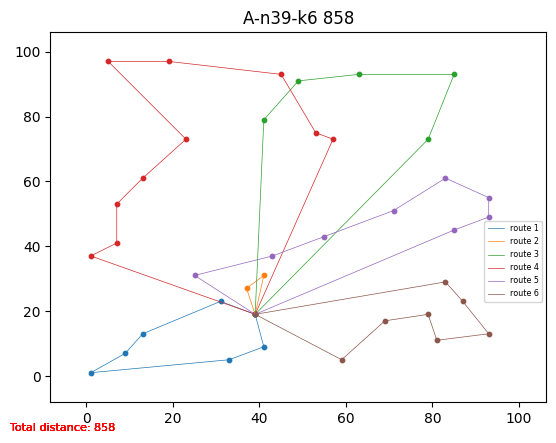 A-n39-k6 858
100
80
60
40
20
0
route 1
route 2
route 3
route 4
route 5
route 6
0 20 40 60 80 100
Total distance: 858